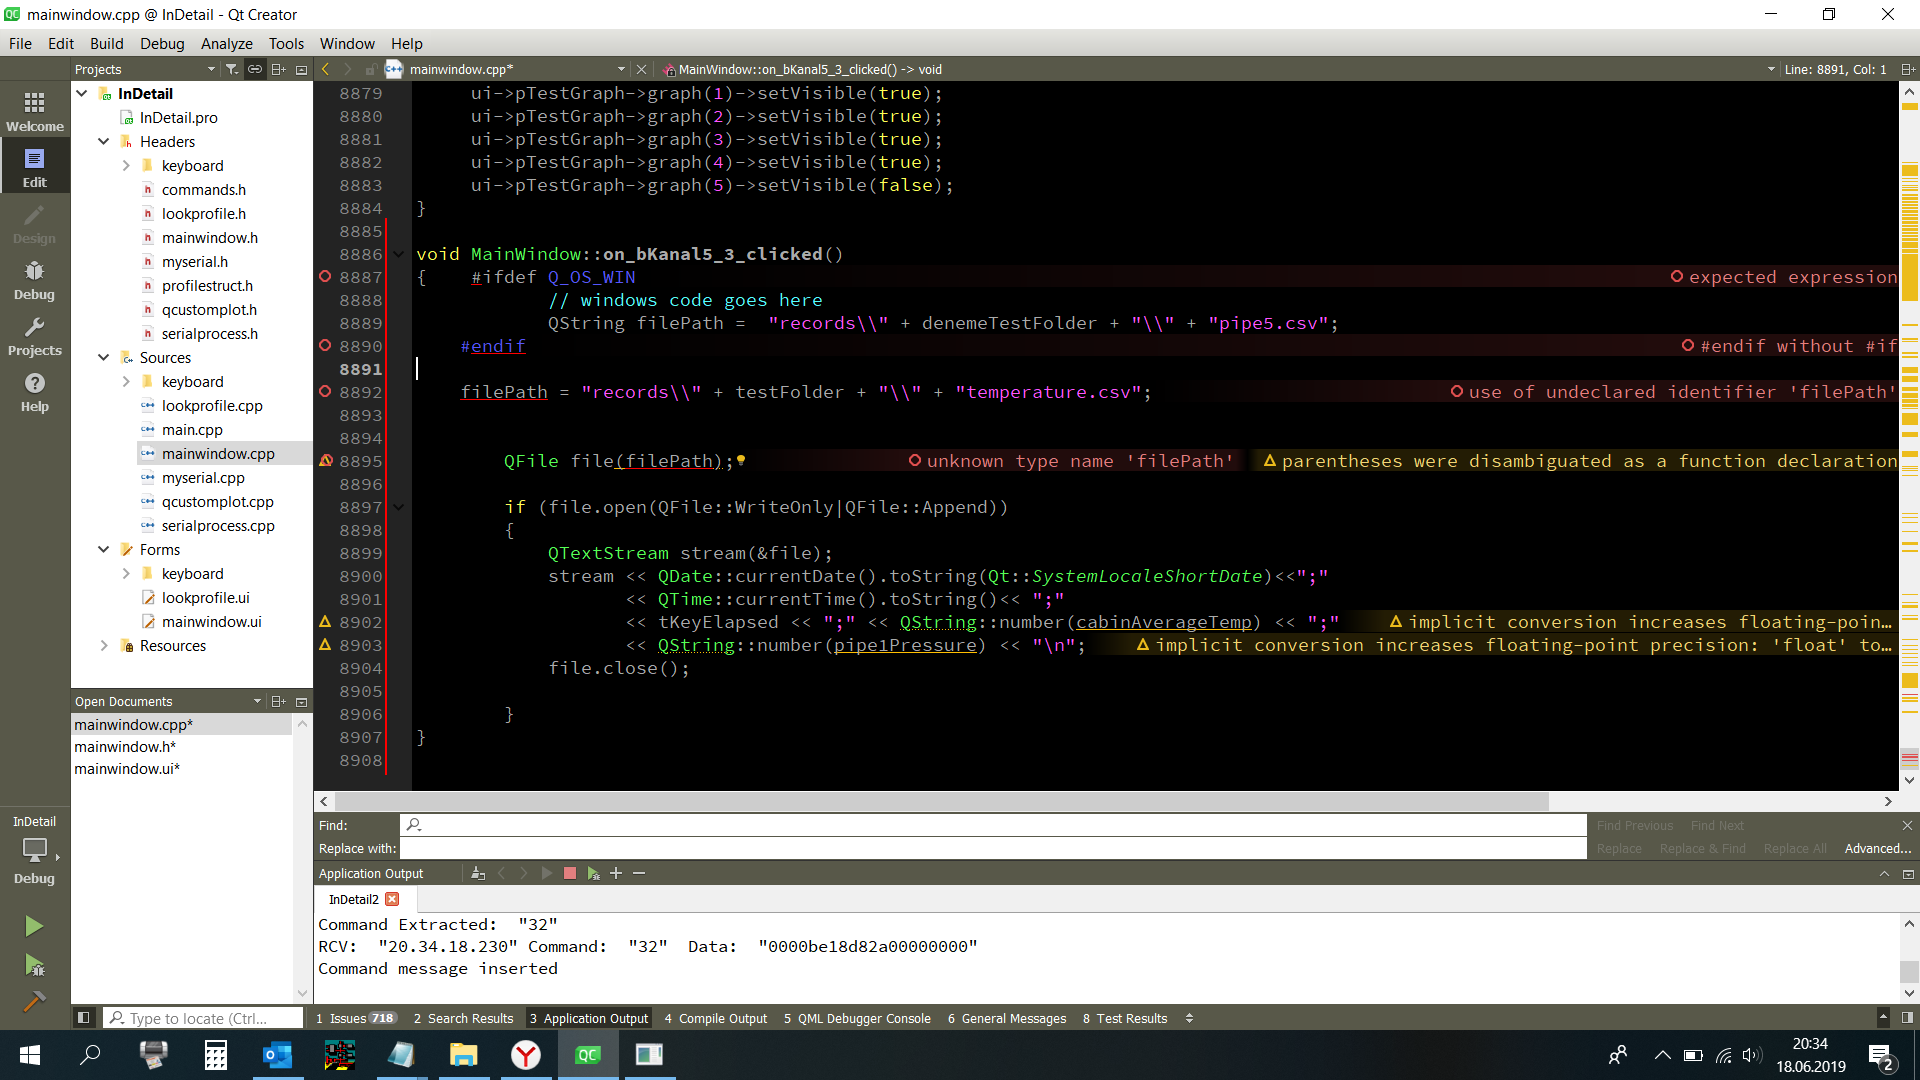 mainwindow.cpp @ InDetail - Qt Creator
File Edit Build Debug Analyze Tools Window Help
Projects
mainwindow.cpp*
MainWindow::on_bKanal5_3_clicked() -> void
Line: 8891, Col: 1
Welcome
Edit
Design
Debug
Projects
Help
InDetail
InDetail.pro
Headers
keyboard
commands.h
lookprofile.h
mainwindow.h
myserial.h
profilestruct.h
qcustomplot.h
serialprocess.h
Sources
keyboard
lookprofile.cpp
main.cpp
mainwindow.cpp
myserial.cpp
qcustomplot.cpp
serialprocess.cpp
Forms
keyboard
lookprofile.ui
mainwindow.ui
Resources
Open Documents
mainwindow.cpp*
mainwindow.h*
mainwindow.ui*
InDetail
Debug
8879 ui->pTestGraph->graph(1)->setVisible(true);
8880 ui->pTestGraph->graph(2)->setVisible(true);
8881 ui->pTestGraph->graph(3)->setVisible(true);
8882 ui->pTestGraph->graph(4)->setVisible(true);
8883 ui->pTestGraph->graph(5)->setVisible(false);
8884 }
8885
8886 void MainWindow::on_bKanal5_3_clicked()
8887 { #ifdef Q_OS_WIN expected expression
8888 // windows code goes here
8889 QString filePath = "records\\" + denemeTestFolder + "\\" + "pipe5.csv";
8890 #endif #endif without #if
8891
8892 filePath = "records\\" + testFolder + "\\" + "temperature.csv"; use of undeclared identifier 'filePath'
8893
8894
8895 QFile file(filePath); unknown type name 'filePath' parentheses were disambiguated as a function declaration
8896
8897 if (file.open(QFile::WriteOnly|QFile::Append))
8898 {
8899 QTextStream stream(&file);
8900 stream << QDate::currentDate().toString(Qt::SystemLocaleShortDate)<<";"
8901 << QTime::currentTime().toString()<< ";"
8902 << tKeyElapsed << ";" << QString::number(cabinAverageTemp) << ";" implicit conversion increases floating-poin…
8903 << QString::number(pipe1Pressure) << "\n"; implicit conversion increases floating-point precision: 'float' to…
8904 file.close();
8905
8906 }
8907 }
8908
Find:
Find Previous Find Next
Replace with:
Replace Replace & Find Replace All Advanced...
Application Output
InDetail2
Command Extracted: "32"
RCV: "20.34.18.230" Command: "32" Data: "0000be18d82a00000000"
Command message inserted
Type to locate (Ctrl...
1 Issues 718 2 Search Results 3 Application Output 4 Compile Output 5 QML Debugger Console 6 General Messages 8 Test Results
20:34
18.06.2019
2